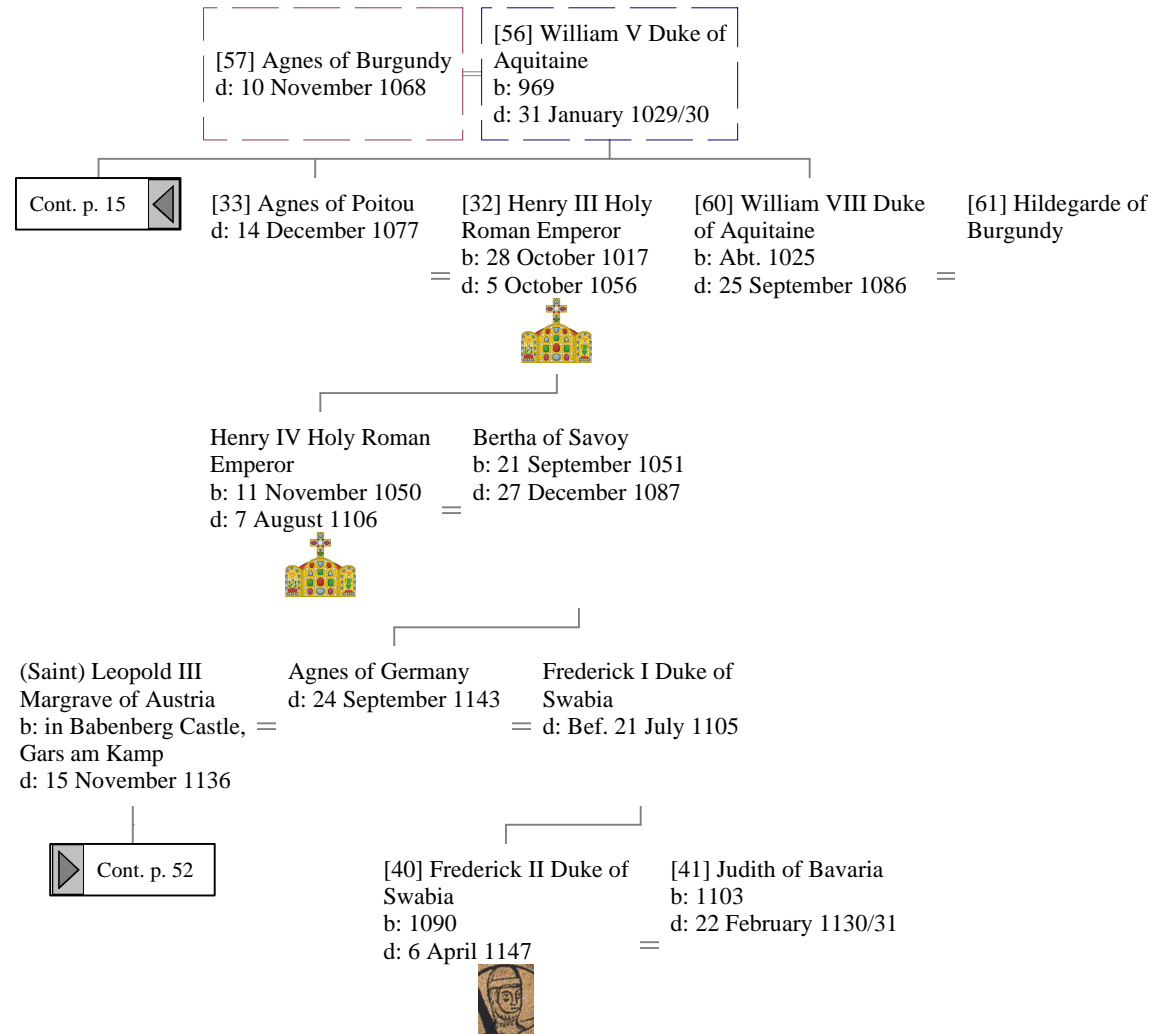 [57] Agnes of Burgundy
d: 10 November 1068
[56] William V Duke of
Aquitaine
b: 969
d: 31 January 1029/30
Cont. p. 15
[33] Agnes of Poitou
d: 14 December 1077
[32] Henry III Holy
Roman Emperor
b: 28 October 1017
d: 5 October 1056
[60] William VIII Duke
of Aquitaine
b: Abt. 1025
d: 25 September 1086
[61] Hildegarde of
Burgundy
Henry IV Holy Roman
Emperor
b: 11 November 1050
d: 7 August 1106
Bertha of Savoy
b: 21 September 1051
d: 27 December 1087
(Saint) Leopold III
Margrave of Austria
b: in Babenberg Castle,
Gars am Kamp
d: 15 November 1136
Agnes of Germany
d: 24 September 1143
Frederick I Duke of
Swabia
d: Bef. 21 July 1105
Cont. p. 52
[40] Frederick II Duke of
Swabia
b: 1090
d: 6 April 1147
[41] Judith of Bavaria
b: 1103
d: 22 February 1130/31